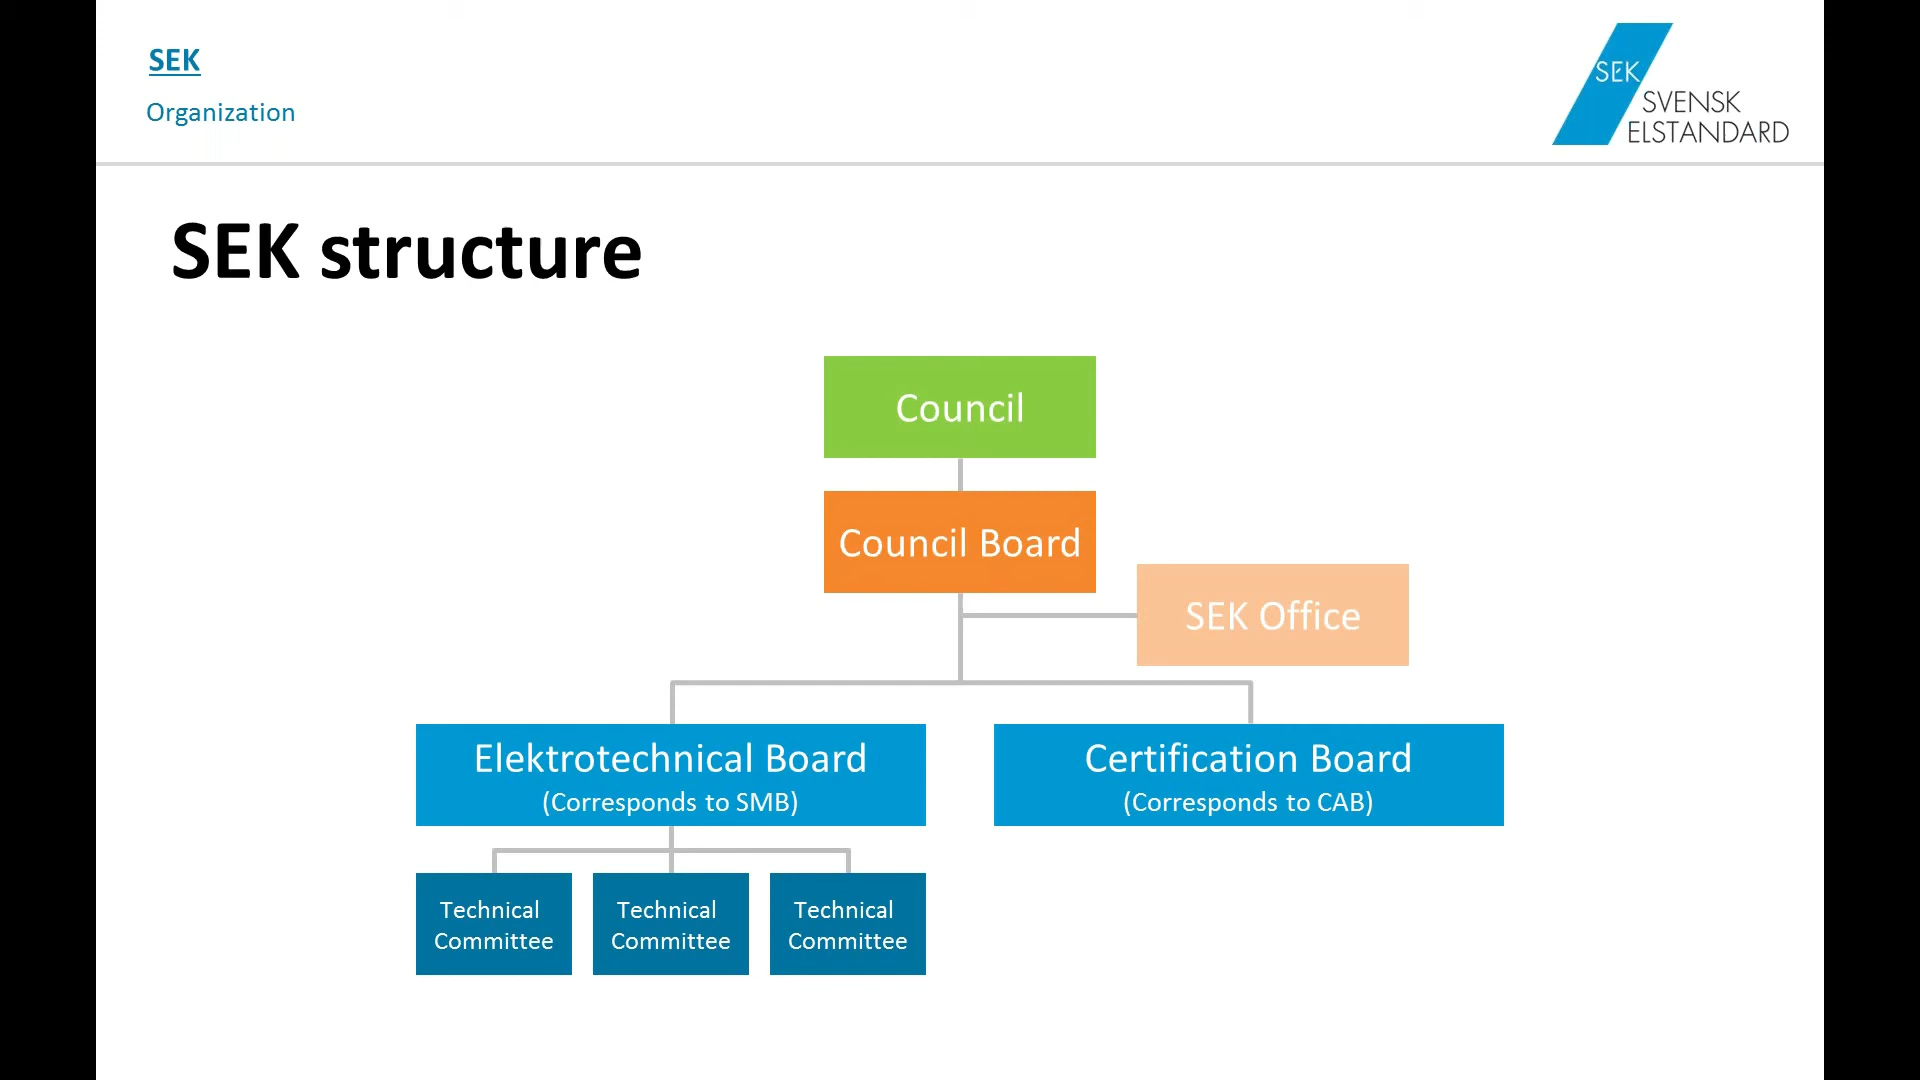 SEK
Organization
SEK
SVENSK
ELSTANDARD
SEK structure
Council
Council Board
SEK Office
Elektrotechnical Board
(Corresponds to SMB)
Certification Board
(Corresponds to CAB)
Technical
Committee
Technical
Committee
Technical
Committee